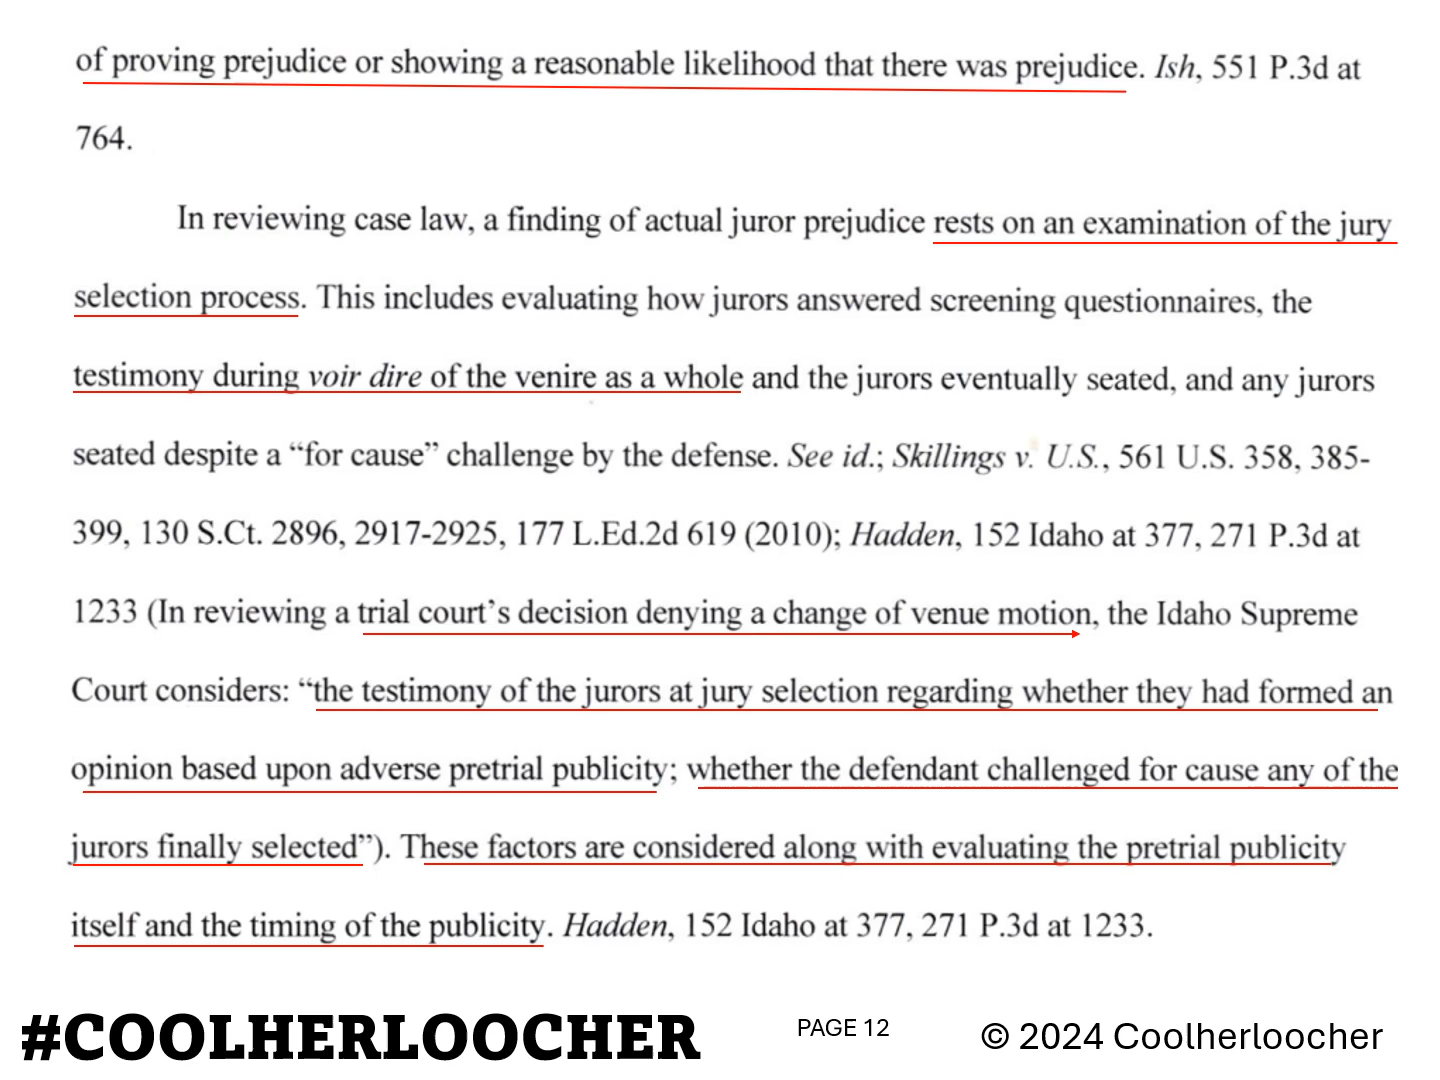 of proving prejudice or showing a reasonable likelihood that there was prejudice. Ish, 551 P.3d at
764.
In reviewing case law, a finding of actual juror prejudice rests on an examination of the jury
selection process. This includes evaluating how jurors answered screening questionnaires, the
testimony during voir dire of the venire as a whole and the jurors eventually seated, and any jurors
seated despite a “for cause” challenge by the defense. See id.; Skillings v. U.S., 561 U.S. 358, 385-
399, 130 S.Ct. 2896, 2917-2925, 177 L.Ed.2d 619 (2010); Hadden, 152 Idaho at 377, 271 P.3d at
1233 (In reviewing a trial court’s decision denying a change of venue motion, the Idaho Supreme
Court considers: “the testimony of the jurors at jury selection regarding whether they had formed an
opinion based upon adverse pretrial publicity; whether the defendant challenged for cause any of the
jurors finally selected”). These factors are considered along with evaluating the pretrial publicity
itself and the timing of the publicity. Hadden, 152 Idaho at 377, 271 P.3d at 1233.
#COOLHERLOOCHER
PAGE 12
© 2024 Coolherloocher